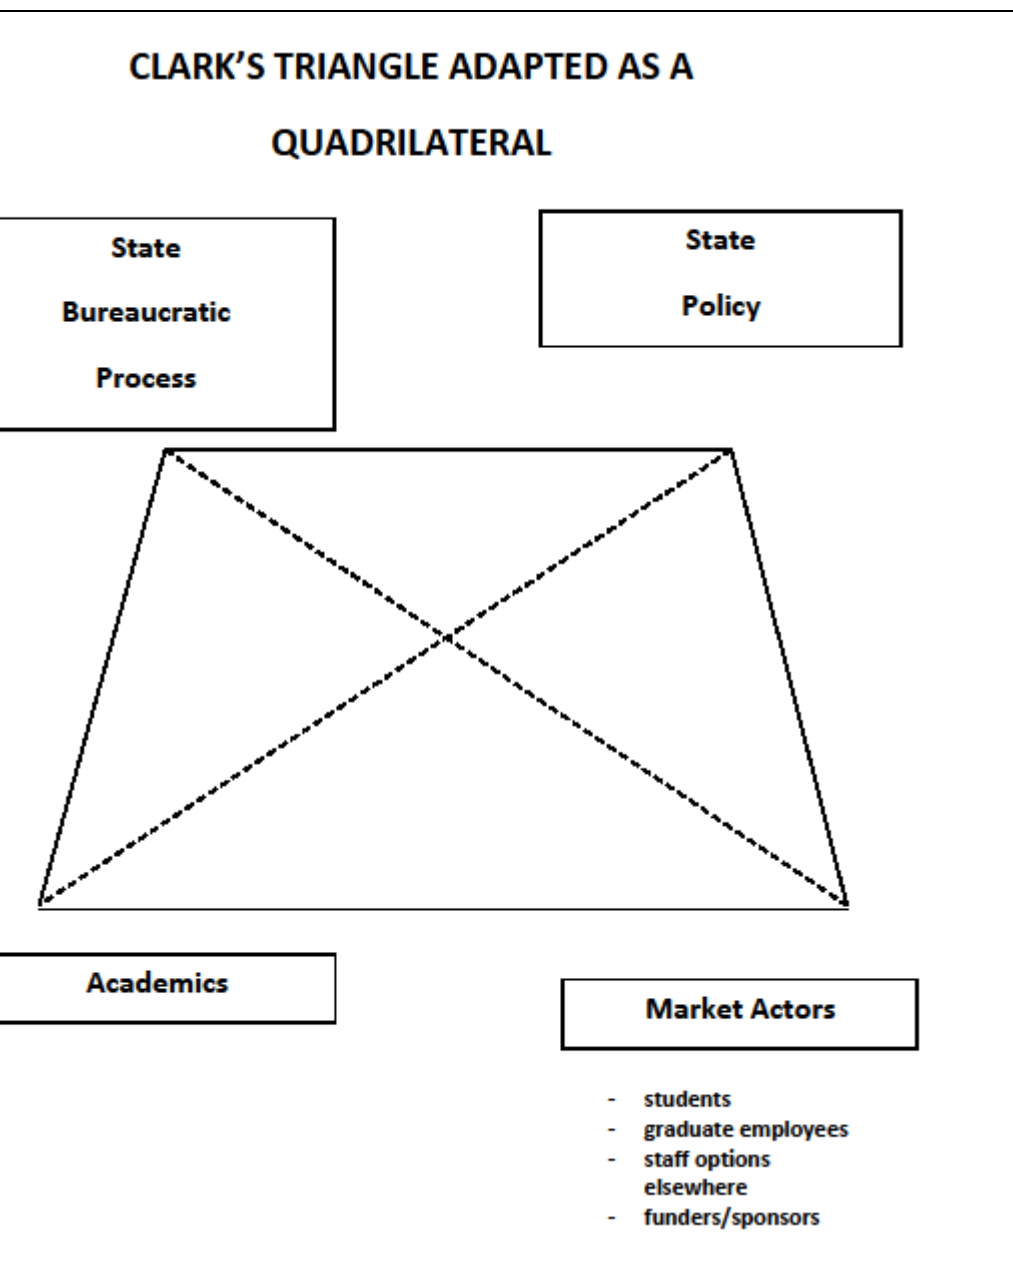 CLARK'S TRIANGLE ADAPTED AS A
QUADRILATERAL
State
Bureaucratic
Process
State
Policy
Academics
Market Actors
- students
- graduate employees
- staff options
elsewhere
- funders/sponsors